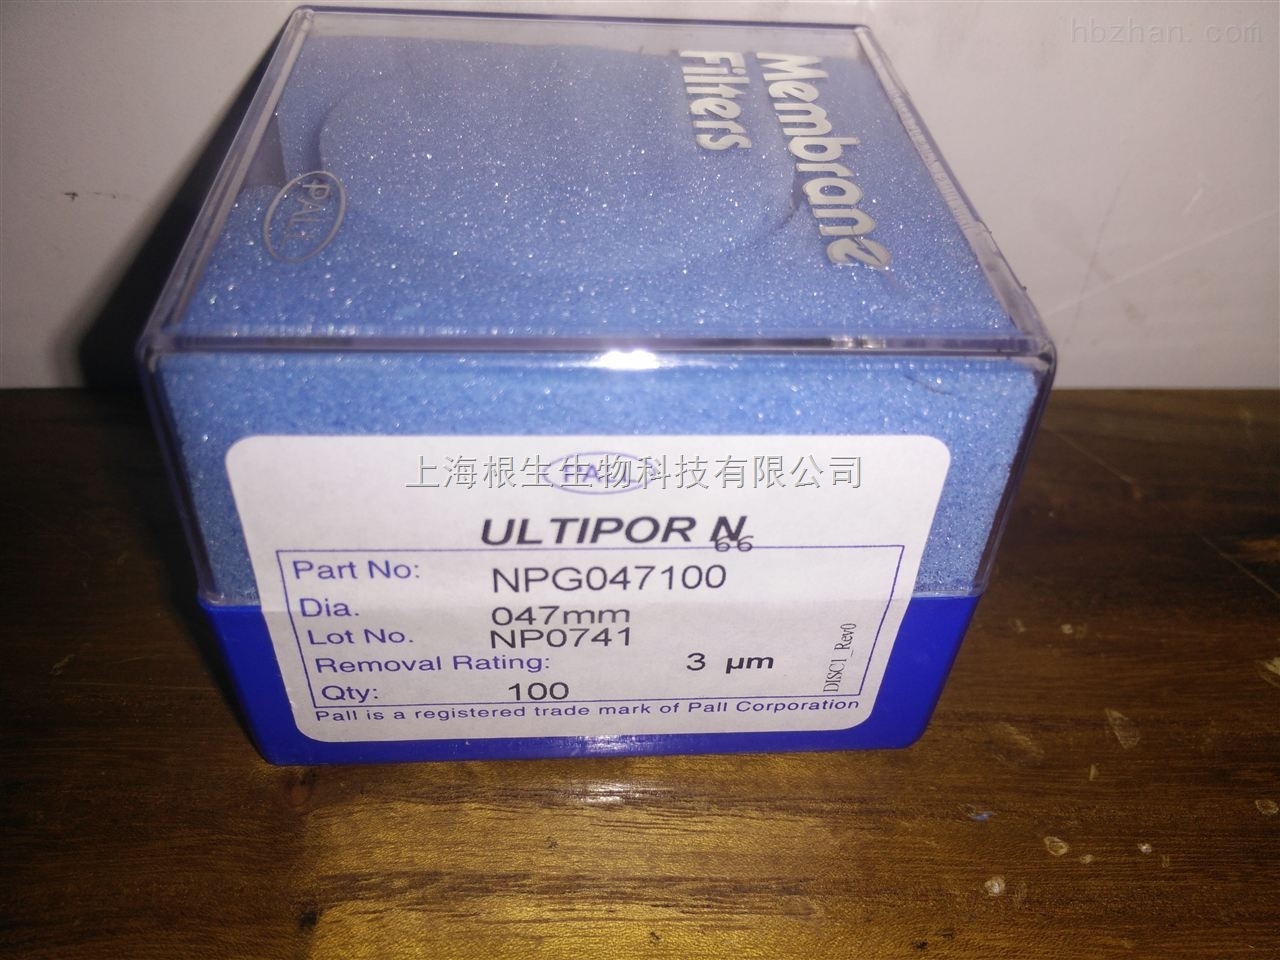 hbzhan.com
Membrane
Filters
PALL
上海根生生物科技有限公司
PALL
ULTIPOR N66
Part No: NPG047100
Dia. 047mm
Lot No. NP0741
Removal Rating: 3 μm
Qty: 100
DISC1_Rev0
Pall is a registered trade mark of Pall Corporation